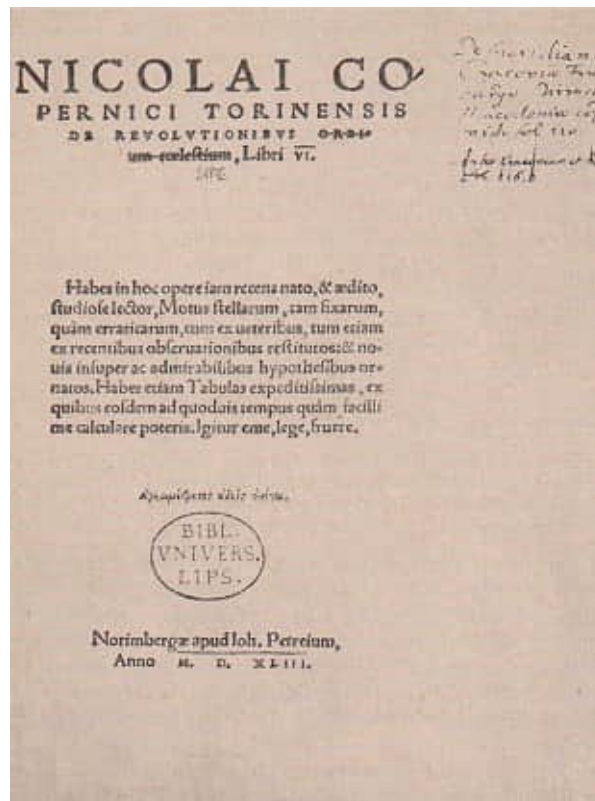 NICOLAI CO
PERNICI TORINENSIS
DE REVOLVTIONIBVS ORBI-
um cœlestium, Libri VI.
Habes in hoc opere iam recens nato, & ædito,
studiose lector, Motus stellarum, tam fixarum,
quàm erraticarum, cum ex ueteribus, tum etiam
ex recentibus obseruationibus restitutos: & no-
uis insuper ac admirabilibus hypothesibus or-
natos. Habes etiam Tabulas expeditissimas, ex
quibus eosdem ad quoduis tempus quàm facilli
me calculare poteris. Igitur eme, lege, fruere.
BIBL.
VNIVERS.
LIPS.
Norimbergæ apud Ioh. Petreium,
Anno M. D. XLIII.